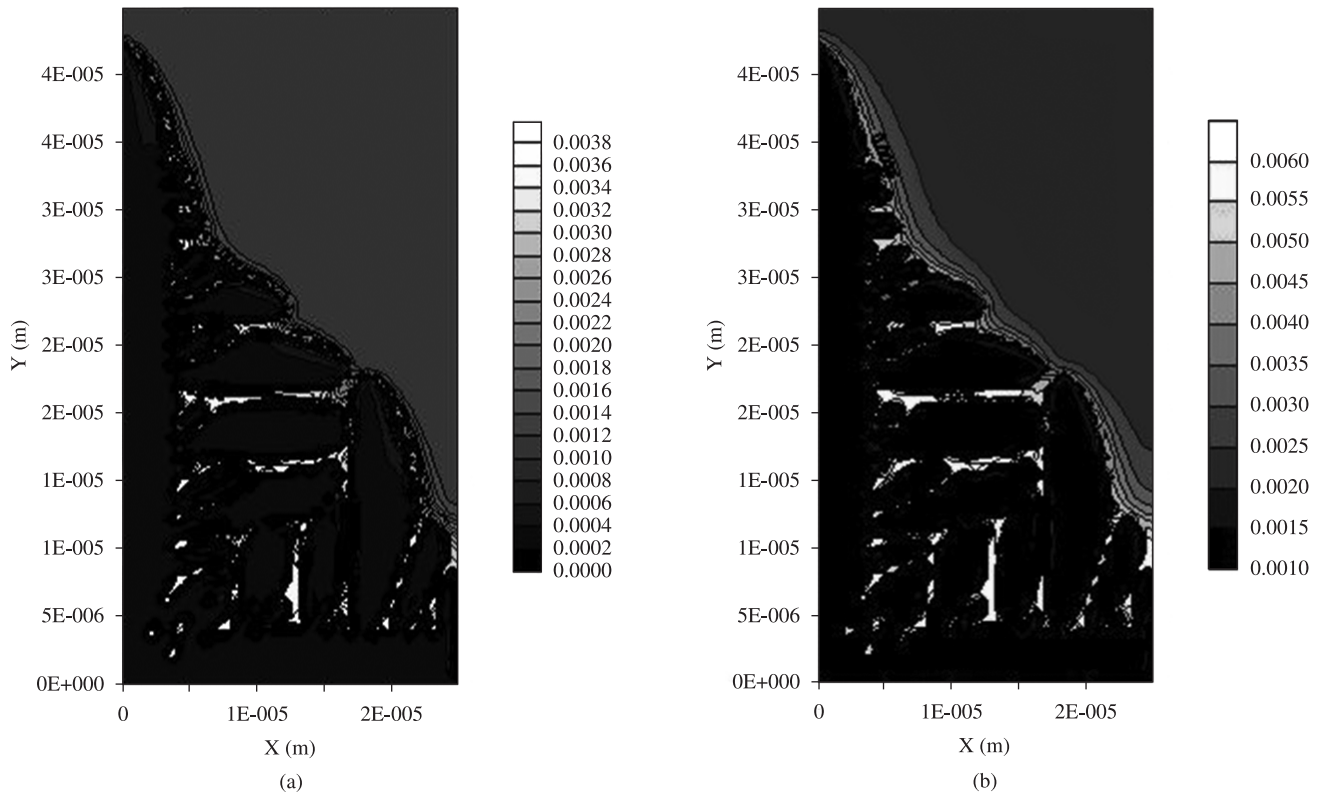 4E-005
4E-005
3E-005
3E-005
2E-005
2E-005
1E-005
1E-005
5E-006
0E+000
Y (m)
0
1E-005
2E-005
X (m)
(a)
0.0038
0.0036
0.0034
0.0032
0.0030
0.0028
0.0026
0.0024
0.0022
0.0020
0.0018
0.0016
0.0014
0.0012
0.0010
0.0008
0.0006
0.0004
0.0002
0.0000
4E-005
4E-005
3E-005
3E-005
2E-005
2E-005
1E-005
1E-005
5E-006
0E+000
Y (m)
0
1E-005
2E-005
X (m)
(b)
0.0060
0.0055
0.0050
0.0045
0.0040
0.0035
0.0030
0.0025
0.0020
0.0015
0.0010